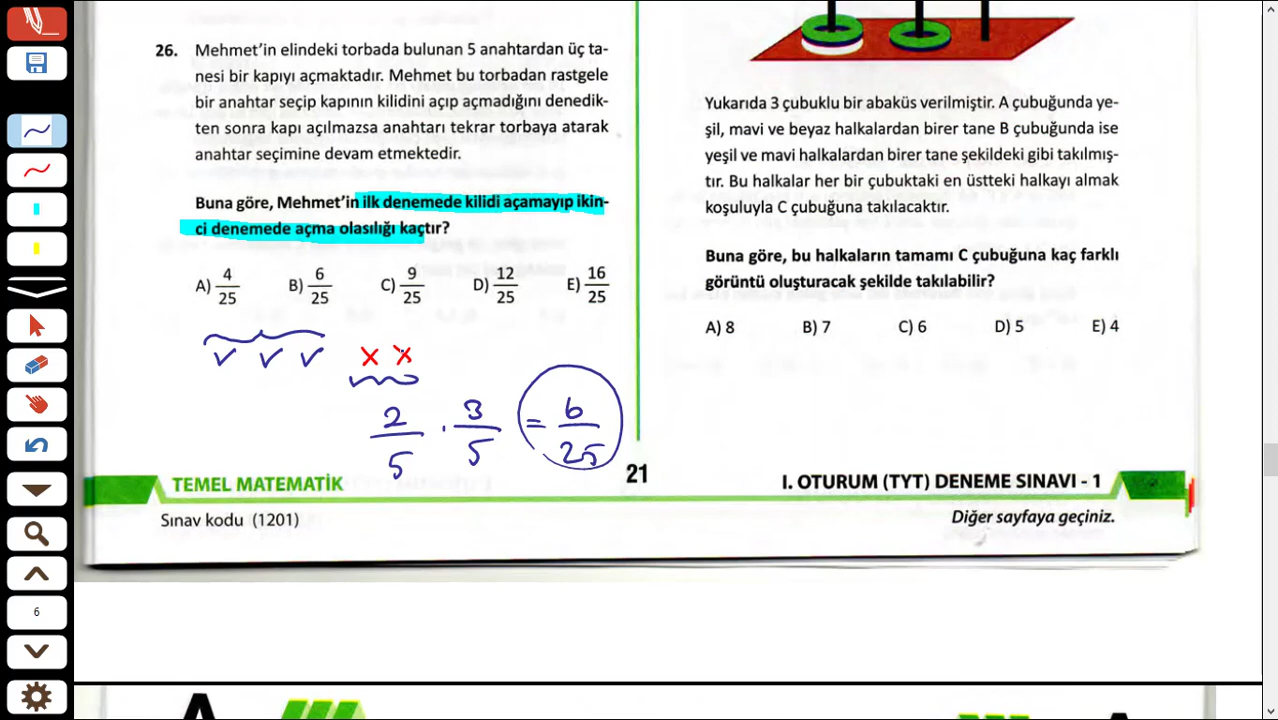 26. Mehmet'in elindeki torbada bulunan 5 anahtardan üç ta-
nesi bir kapıyı açmaktadır. Mehmet bu torbadan rastgele
bir anahtar seçip kapının kilidini açıp açmadığını denedik-
ten sonra kapı açılmazsa anahtarı tekrar torbaya atarak
anahtar seçimine devam etmektedir.
Buna göre, Mehmet'in ilk denemede kilidi açamayıp ikin-
ci denemede açma olasılığı kaçtır?
A) 4/25 B) 6/25 C) 9/25 D) 12/25 E) 16/25
2/5 · 3/5 = 6/25
Yukarıda 3 çubuklu bir abaküs verilmiştir. A çubuğunda ye-
şil, mavi ve beyaz halkalardan birer tane B çubuğunda ise
yeşil ve mavi halkalardan birer tane şekildeki gibi takılmış-
tır. Bu halkalar her bir çubuktaki en üstteki halkayı almak
koşuluyla C çubuğuna takılacaktır.
Buna göre, bu halkaların tamamı C çubuğuna kaç farklı
görüntü oluşturacak şekilde takılabilir?
A) 8 B) 7 C) 6 D) 5 E) 4
TEMEL MATEMATİK
21
I. OTURUM (TYT) DENEME SINAVI - 1
Sınav kodu (1201)
Diğer sayfaya geçiniz.
6